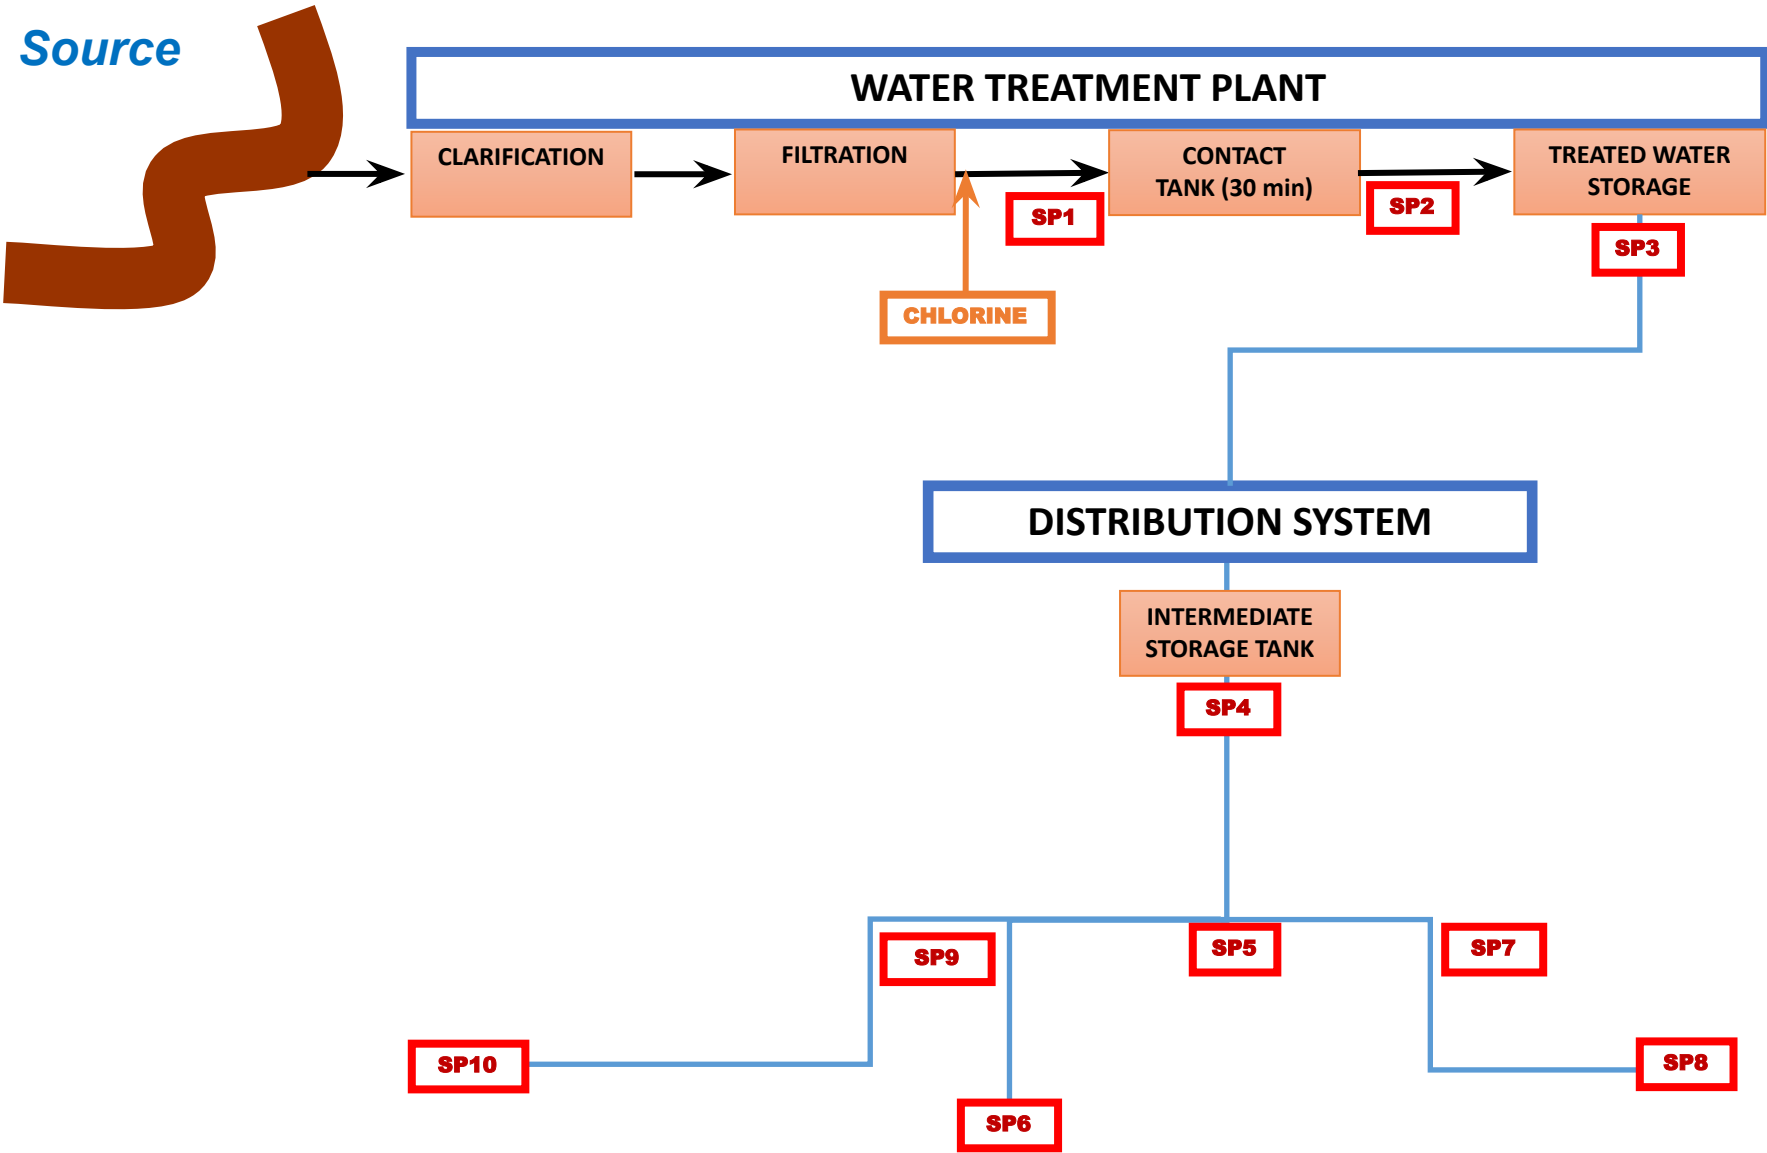 Source
WATER TREATMENT PLANT
CLARIFICATION
FILTRATION
CONTACT
TANK (30 min)
TREATED WATER
STORAGE
SP1
SP2
SP3
CHLORINE
DISTRIBUTION SYSTEM
INTERMEDIATE
STORAGE TANK
SP4
SP9
SP5
SP7
SP10
SP8
SP6